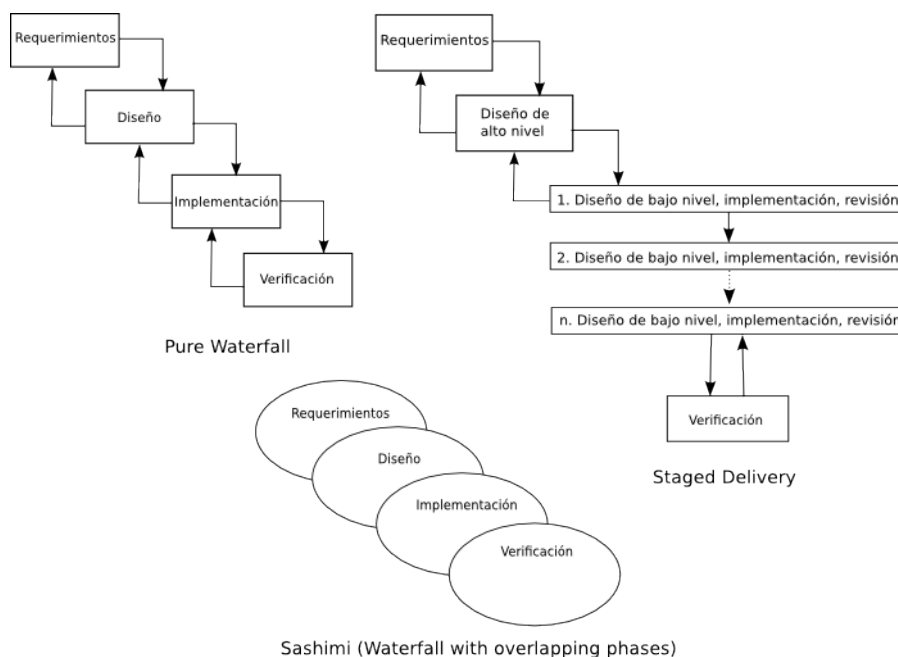 Requerimientos
Diseño
Implementación
Verificación
Pure Waterfall
Requerimientos
Diseño de
alto nivel
1. Diseño de bajo nivel, implementación, revisión
2. Diseño de bajo nivel, implementación, revisión
n. Diseño de bajo nivel, implementación, revisión
Verificación
Staged Delivery
Requerimientos
Diseño
Implementación
Verificación
Sashimi (Waterfall with overlapping phases)